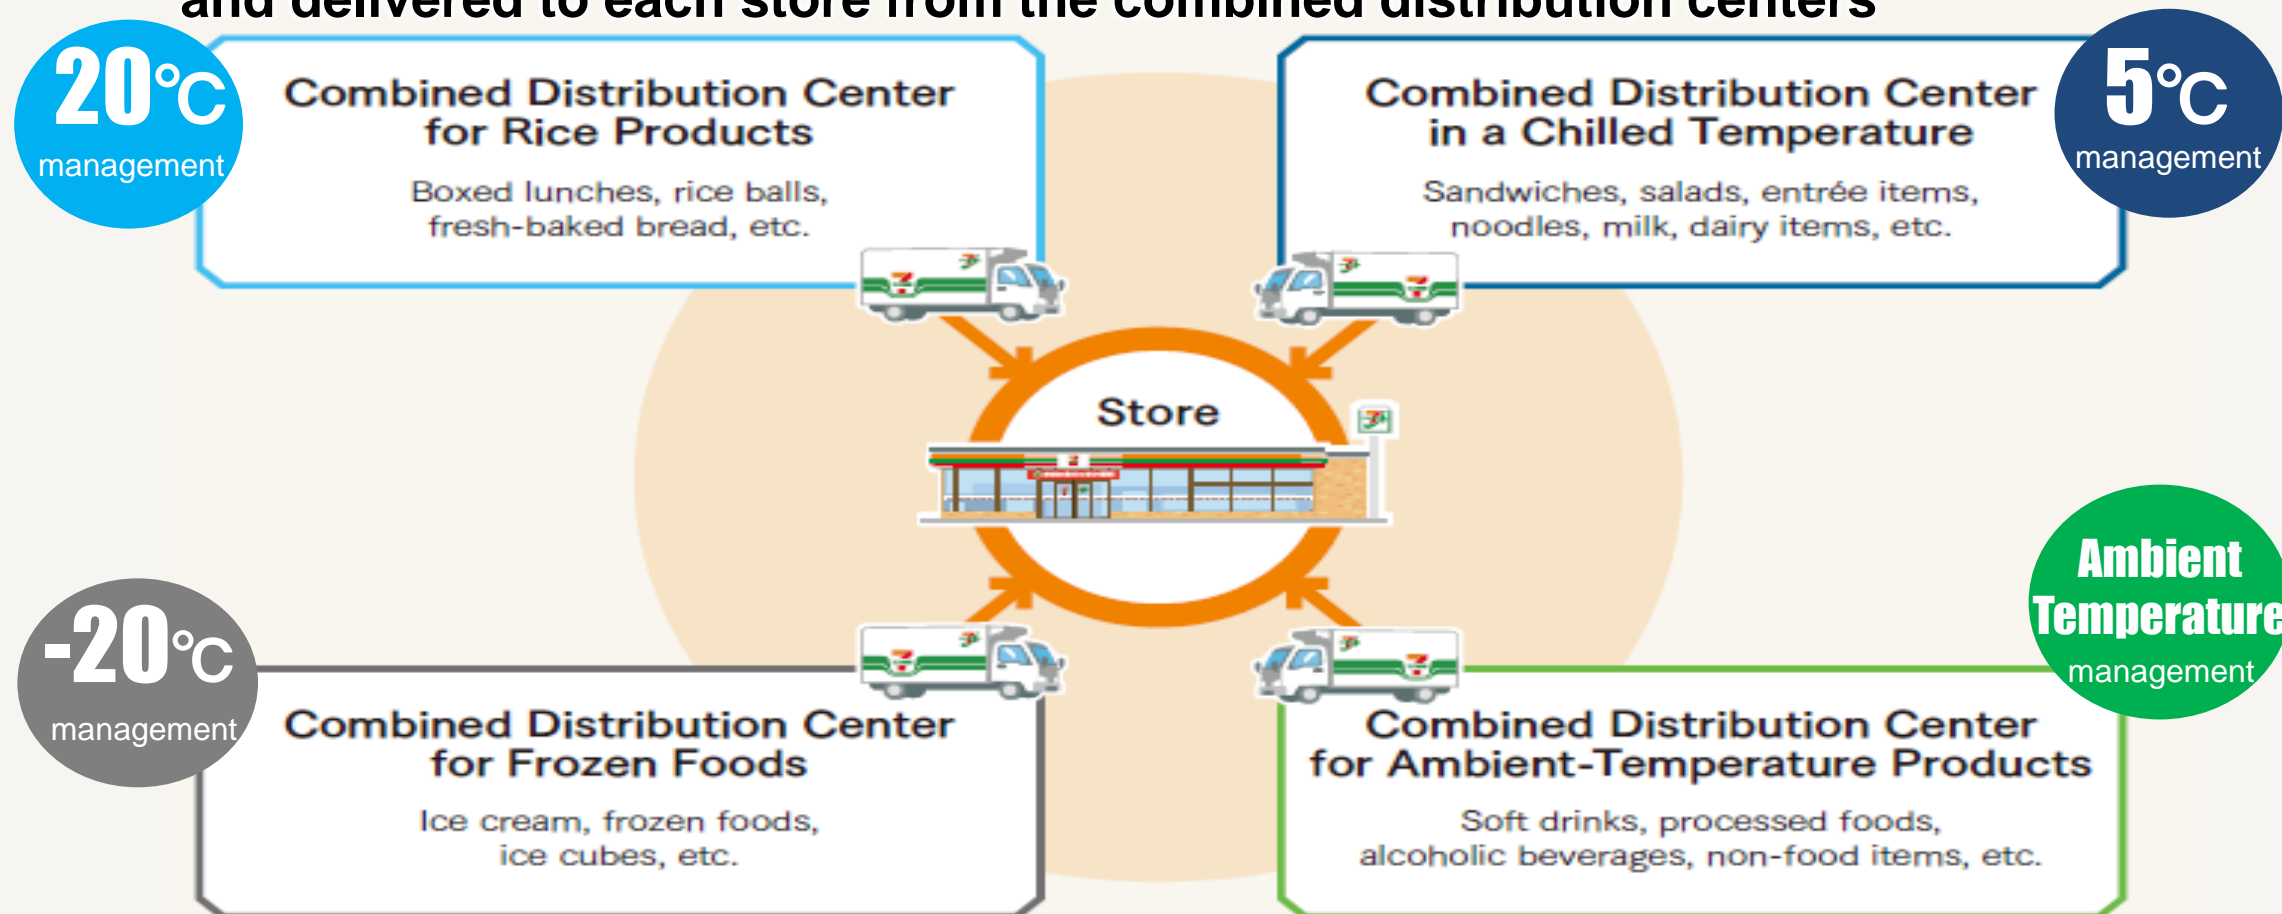 and delivered to each store from the combined distribution centers
20°C
management
Combined Distribution Center
for Rice Products
Boxed lunches, rice balls,
fresh-baked bread, etc.
Combined Distribution Center
in a Chilled Temperature
Sandwiches, salads, entrée items,
noodles, milk, dairy items, etc.
5°C
management
Store
-20°C
management
Combined Distribution Center
for Frozen Foods
Ice cream, frozen foods,
ice cubes, etc.
Ambient
Temperature
management
Combined Distribution Center
for Ambient-Temperature Products
Soft drinks, processed foods,
alcoholic beverages, non-food items, etc.